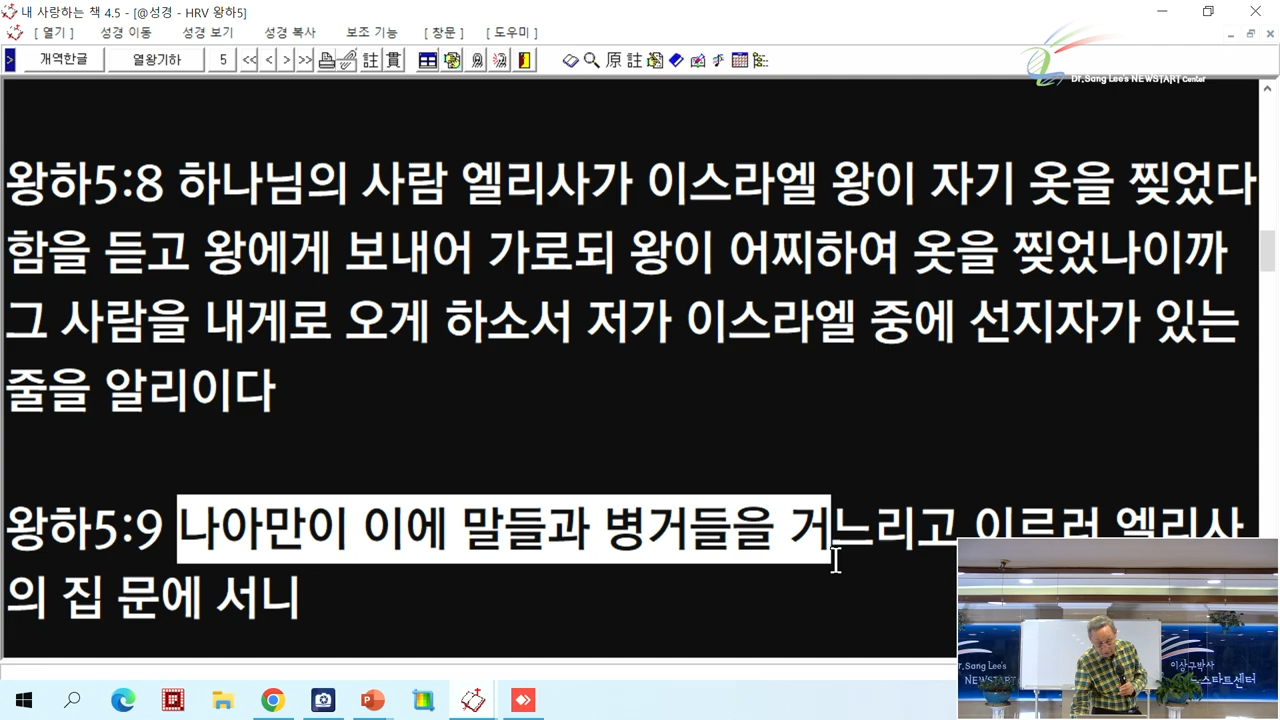 내 사랑하는 책 4.5 - [@성경 - HRV 왕하5]
[ 열기 ] 성경 이동 성경 보기 성경 복사 보조 기능 [ 창문 ] [ 도우미 ]
개역한글 열왕기하 5 << < > >> 註 貫 原 註
Dr.Sang Lee's NEWSTART Center
왕하5:8 하나님의 사람 엘리사가 이스라엘 왕이 자기 옷을 찢었다
함을 듣고 왕에게 보내어 가로되 왕이 어찌하여 옷을 찢었나이까
그 사람을 내게로 오게 하소서 저가 이스라엘 중에 선지자가 있는
줄을 알리이다
왕하5:9 나아만이 이에 말들과 병거들을 거느리고 이르러 엘리사
의 집 문에 서니
Dr.Sang Lee's
NEWSTART
이상구박사
뉴스타트센터